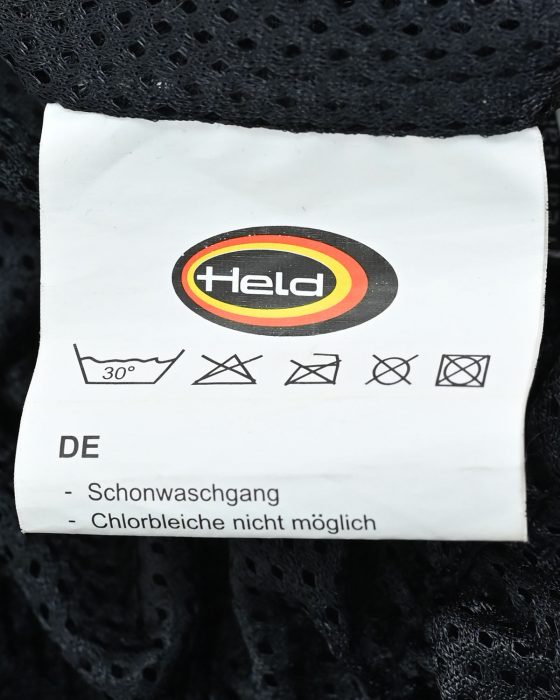 Held
30°
DE
- Schonwaschgang
- Chlorbleiche nicht möglich